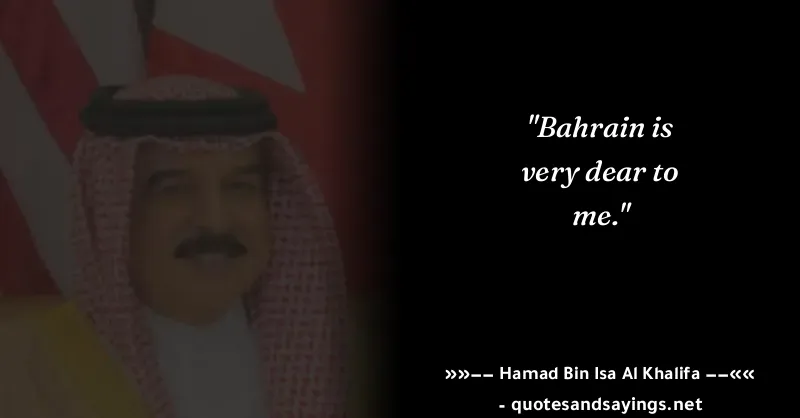 "Bahrain is
very dear to
me."
»»−− Hamad Bin Isa Al Khalifa −−««
- quotesandsayings.net